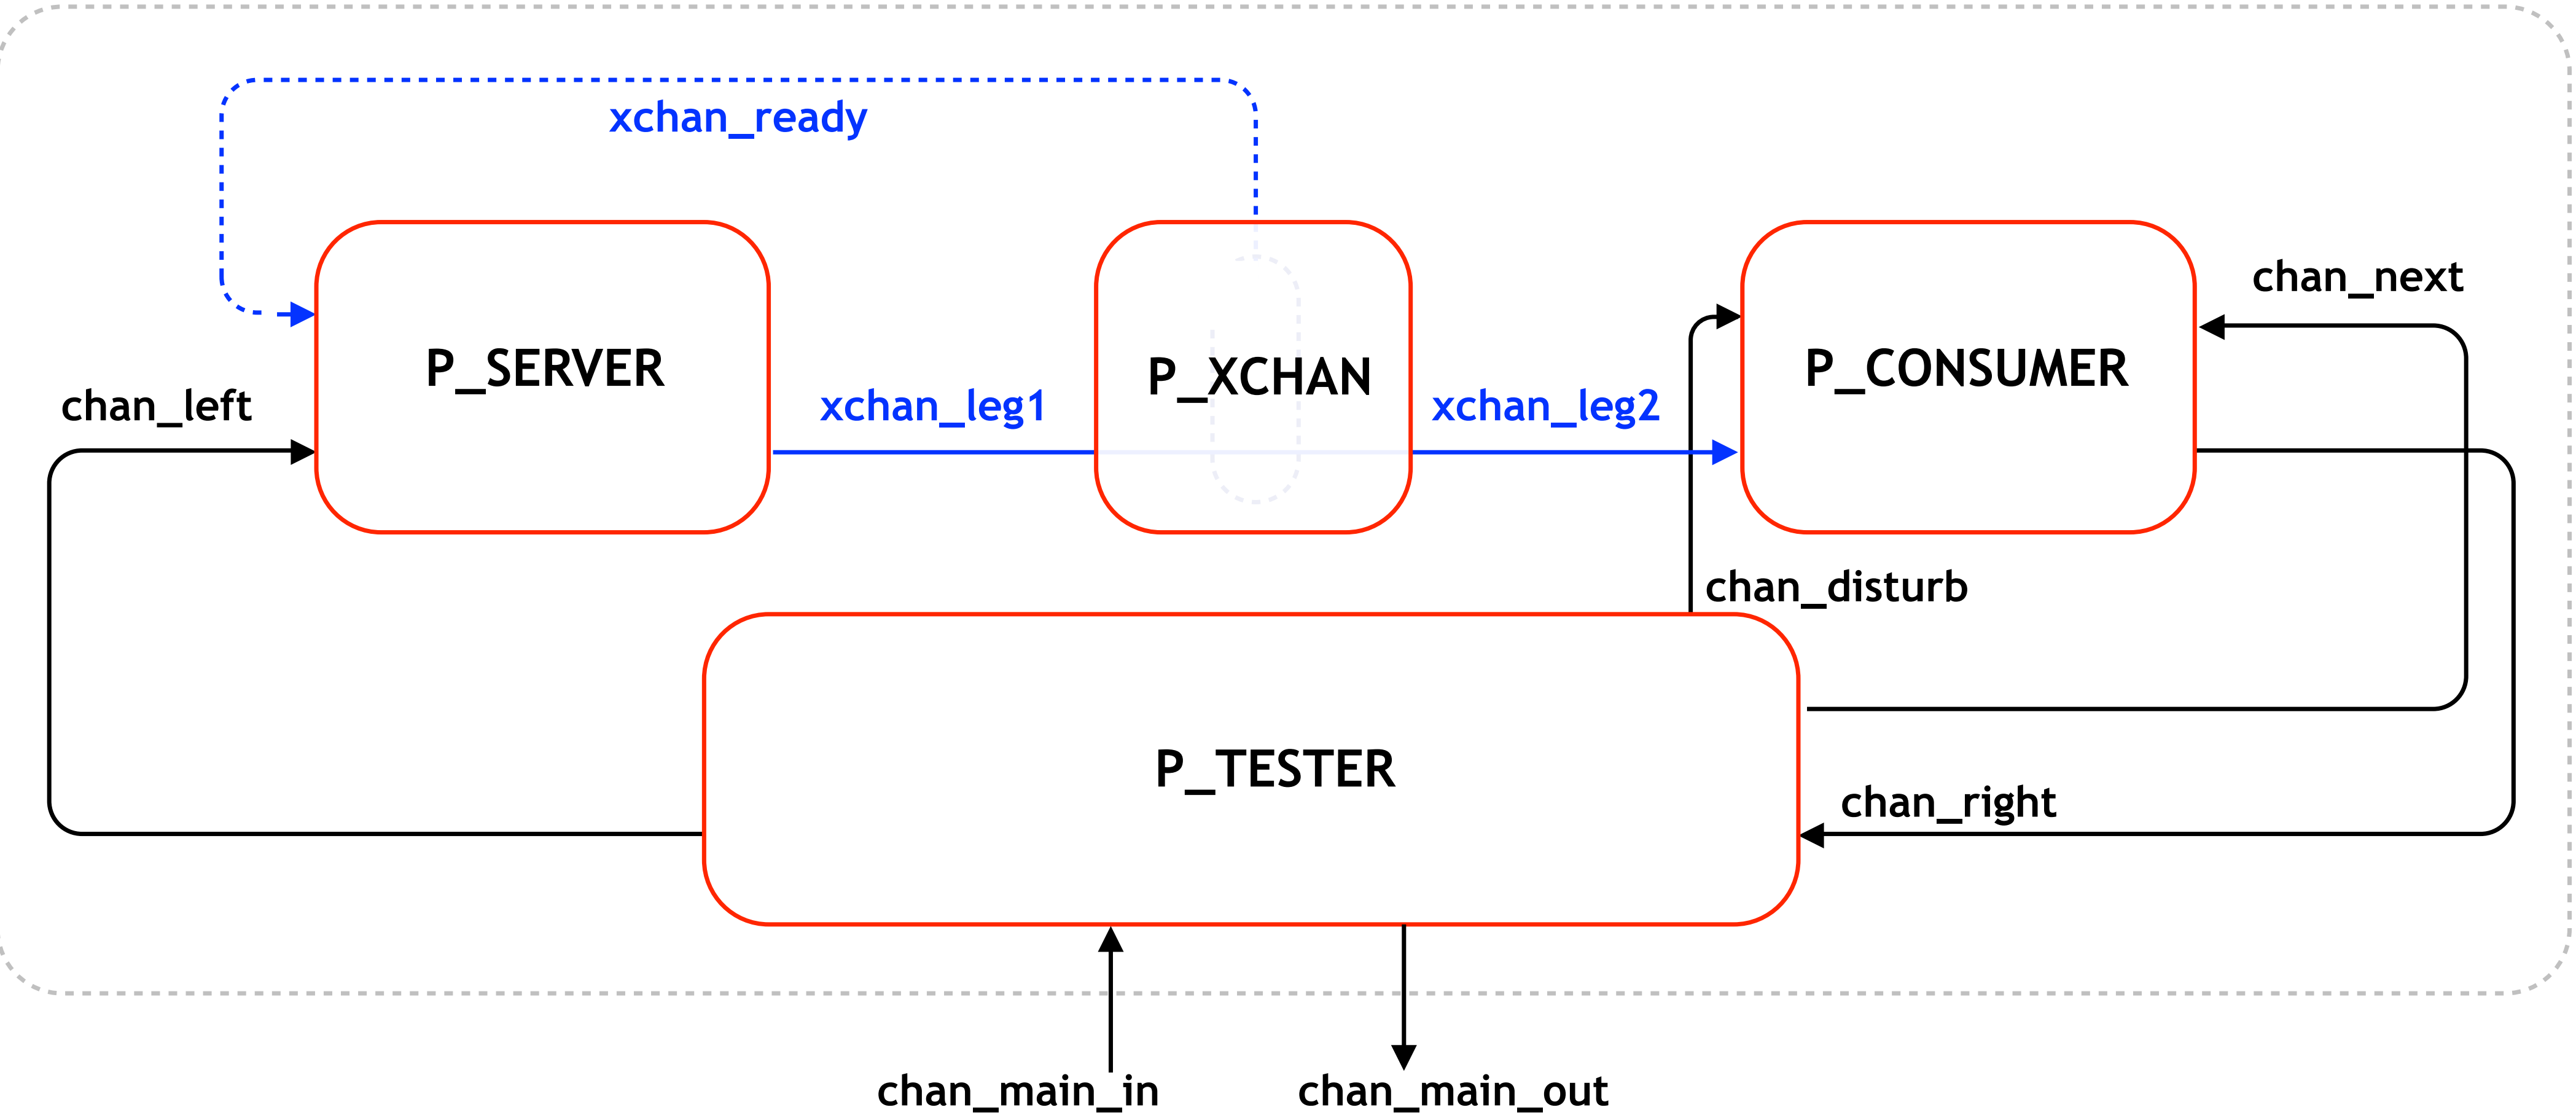 xchan_ready
chan_next
P_SERVER
P_XCHAN
P_CONSUMER
chan_left
xchan_leg1
xchan_leg2
chan_disturb
P_TESTER
chan_right
chan_main_in
chan_main_out